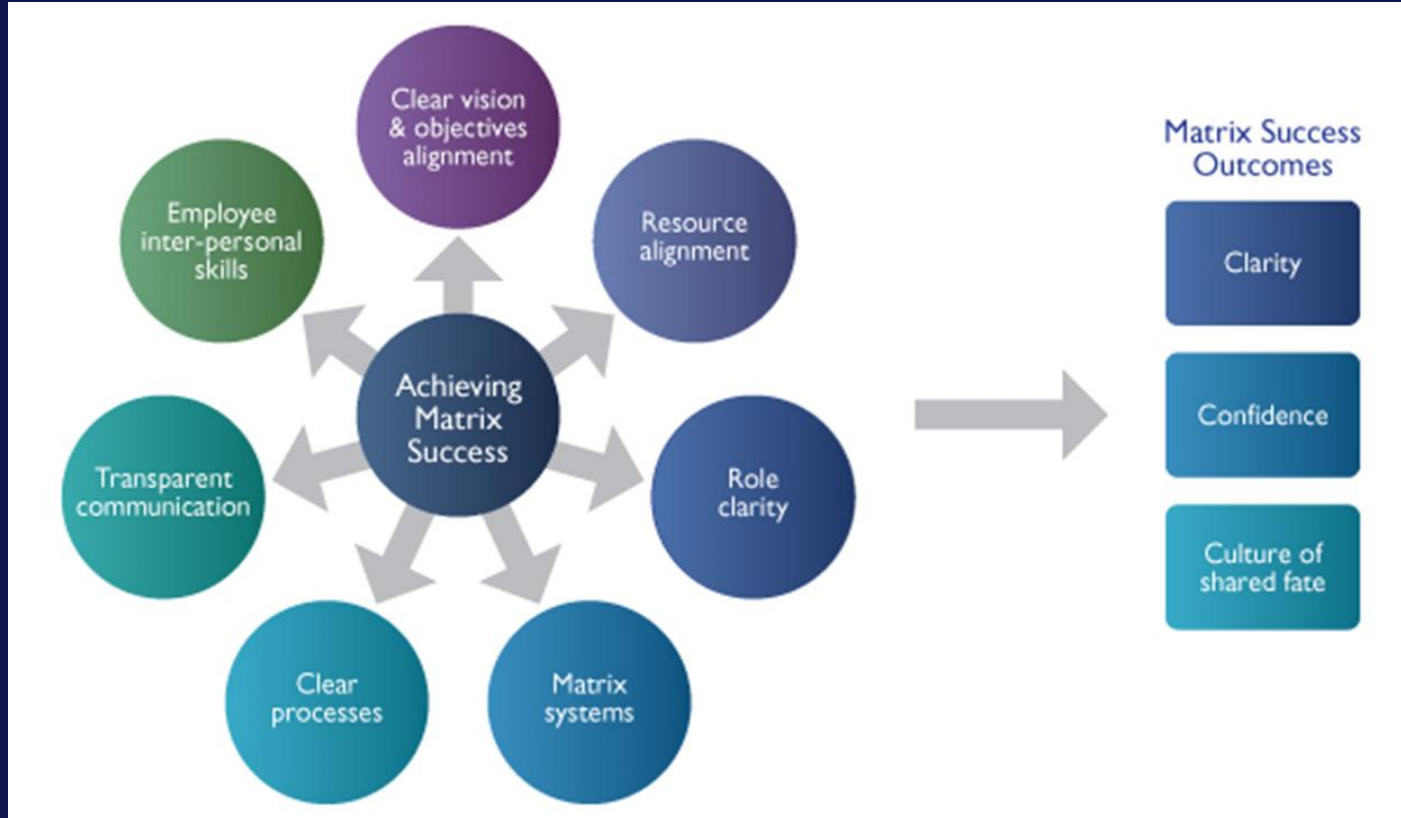 Clear vision
& objectives
alignment
Resource
alignment
Role
clarity
Matrix
systems
Clear
processes
Transparent
communication
Employee
inter-personal
skills
Achieving
Matrix
Success
Matrix Success
Outcomes
Clarity
Confidence
Culture of
shared fate